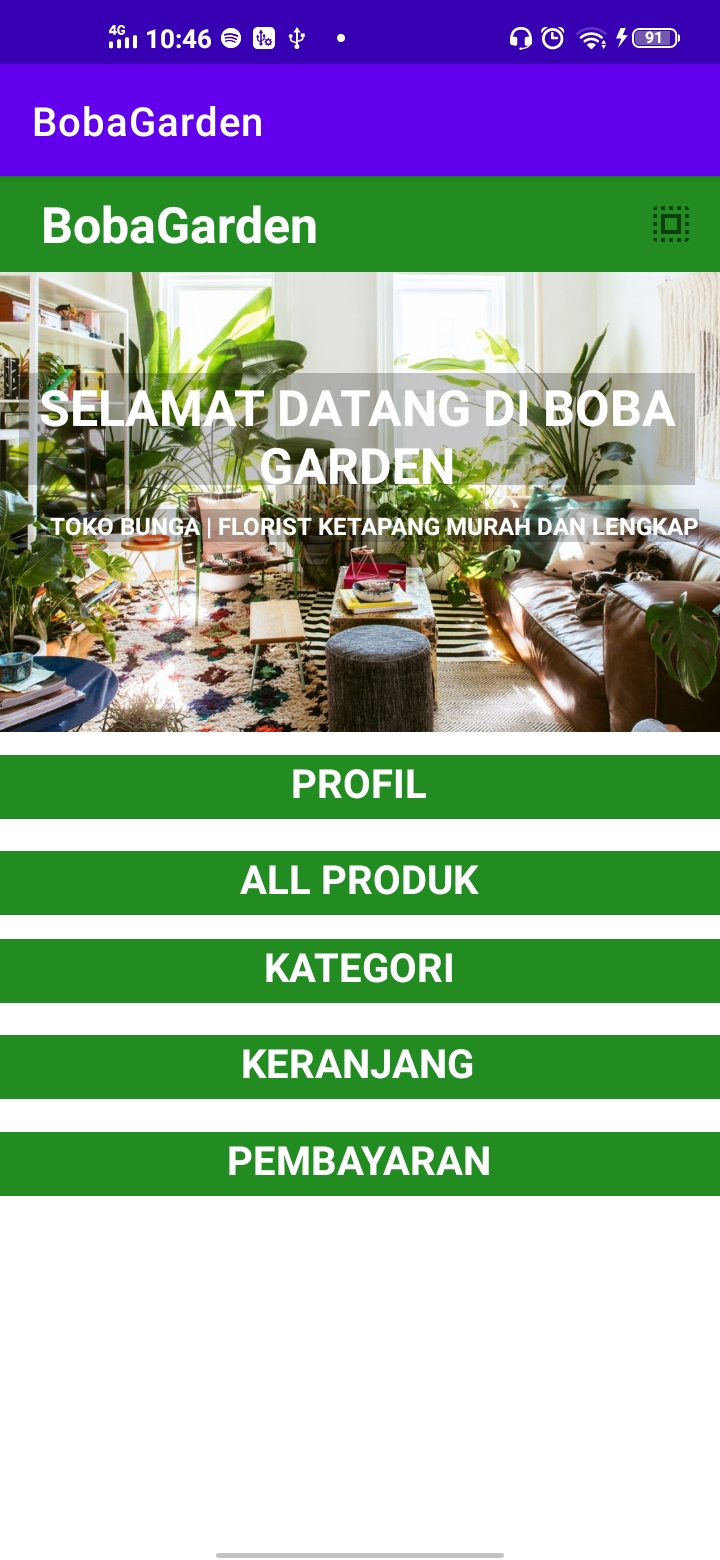 4G 10:46 91
BobaGarden
BobaGarden
SELAMAT DATANG DI BOBA
GARDEN
TOKO BUNGA | FLORIST KETAPANG MURAH DAN LENGKAP
PROFIL
ALL PRODUK
KATEGORI
KERANJANG
PEMBAYARAN